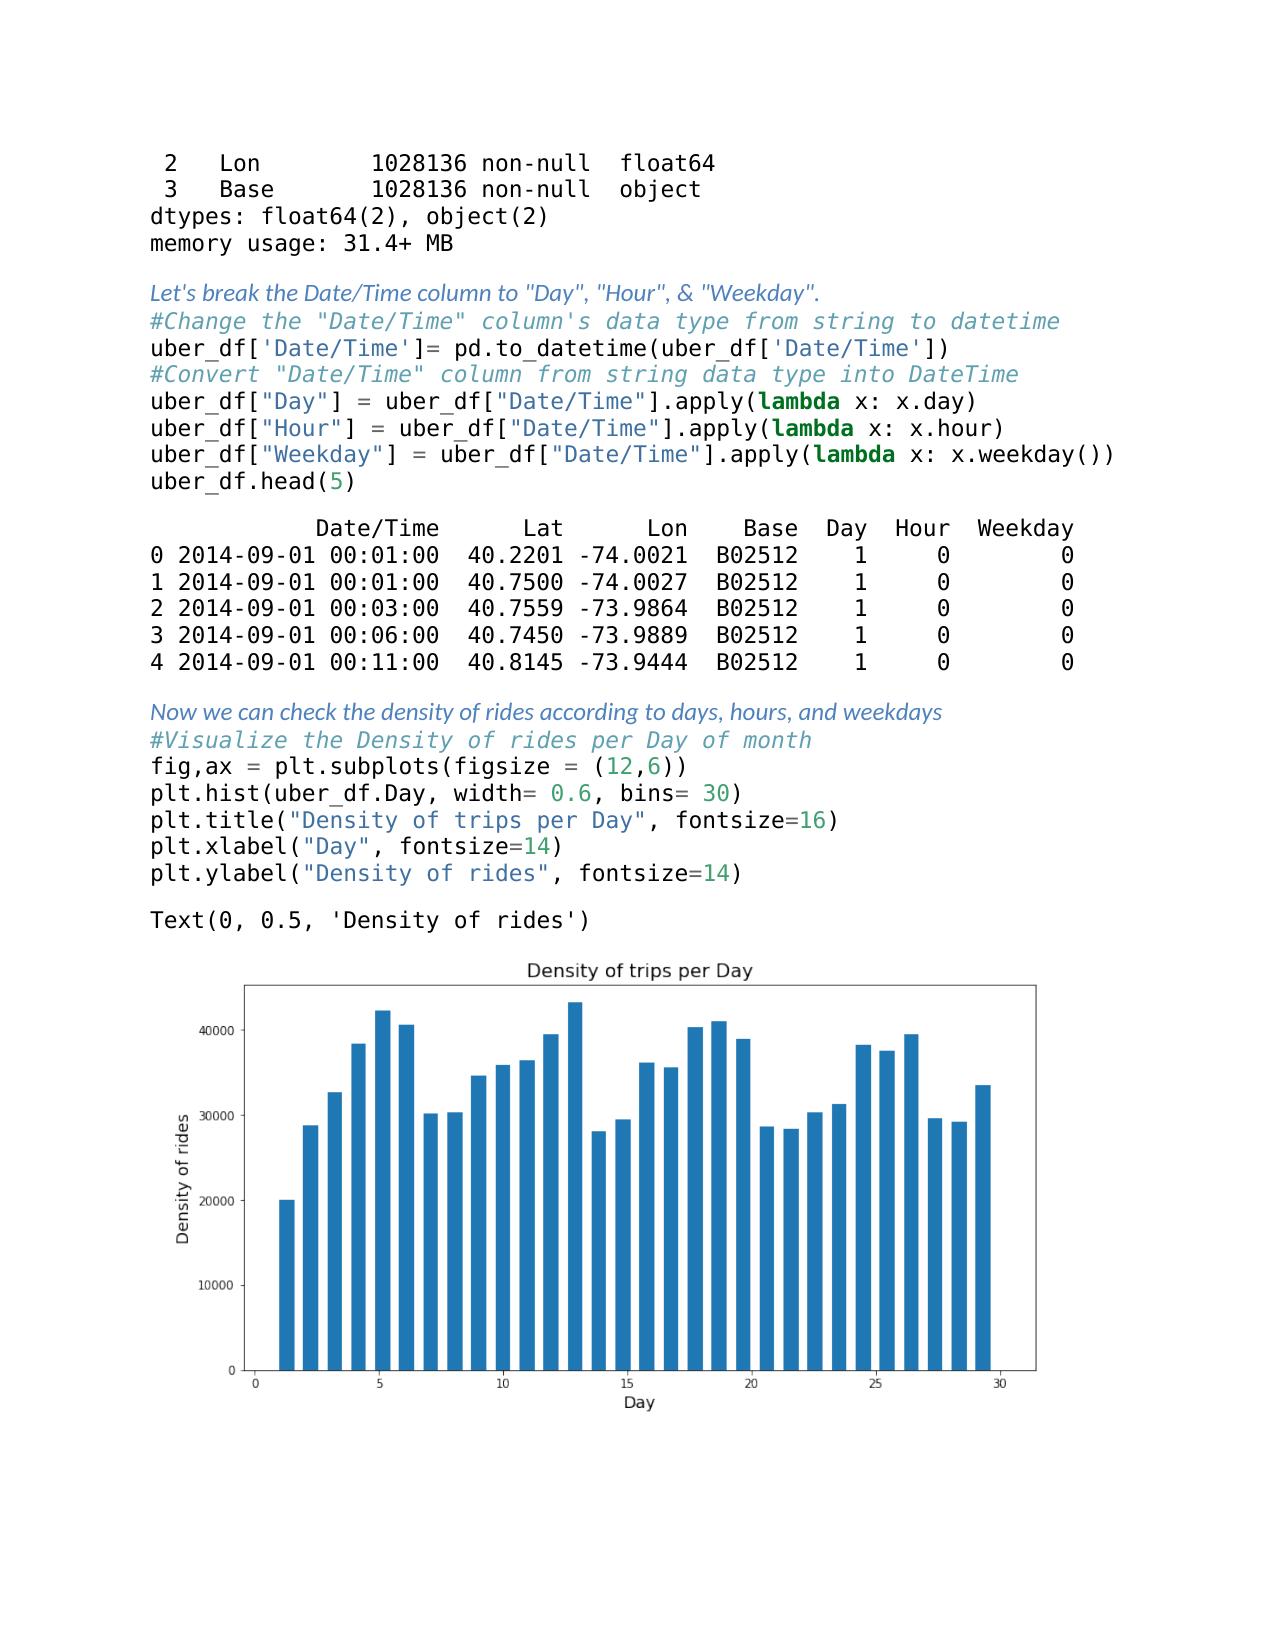 2   Lon        1028136 non-null  float64
3   Base       1028136 non-null  object
dtypes: float64(2), object(2)
memory usage: 31.4+ MB
Let's break the Date/Time column to "Day", "Hour", & "Weekday".
#Change the "Date/Time" column's data type from string to datetime
uber_df['Date/Time']= pd.to_datetime(uber_df['Date/Time'])
#Convert "Date/Time" column from string data type into DateTime
uber_df["Day"] = uber_df["Date/Time"].apply(lambda x: x.day)
uber_df["Hour"] = uber_df["Date/Time"].apply(lambda x: x.hour)
uber_df["Weekday"] = uber_df["Date/Time"].apply(lambda x: x.weekday())
uber_df.head(5)
Date/Time      Lat      Lon    Base  Day  Hour  Weekday
0 2014-09-01 00:01:00  40.2201 -74.0021  B02512    1     0        0
1 2014-09-01 00:01:00  40.7500 -74.0027  B02512    1     0        0
2 2014-09-01 00:03:00  40.7559 -73.9864  B02512    1     0        0
3 2014-09-01 00:06:00  40.7450 -73.9889  B02512    1     0        0
4 2014-09-01 00:11:00  40.8145 -73.9444  B02512    1     0        0
Now we can check the density of rides according to days, hours, and weekdays
#Visualize the Density of rides per Day of month
fig,ax = plt.subplots(figsize = (12,6))
plt.hist(uber_df.Day, width= 0.6, bins= 30)
plt.title("Density of trips per Day", fontsize=16)
plt.xlabel("Day", fontsize=14)
plt.ylabel("Density of rides", fontsize=14)
Text(0, 0.5, 'Density of rides')
Density of trips per Day
Density of rides
40000
30000
20000
10000
0
0 5 10 15 20 25 30
Day